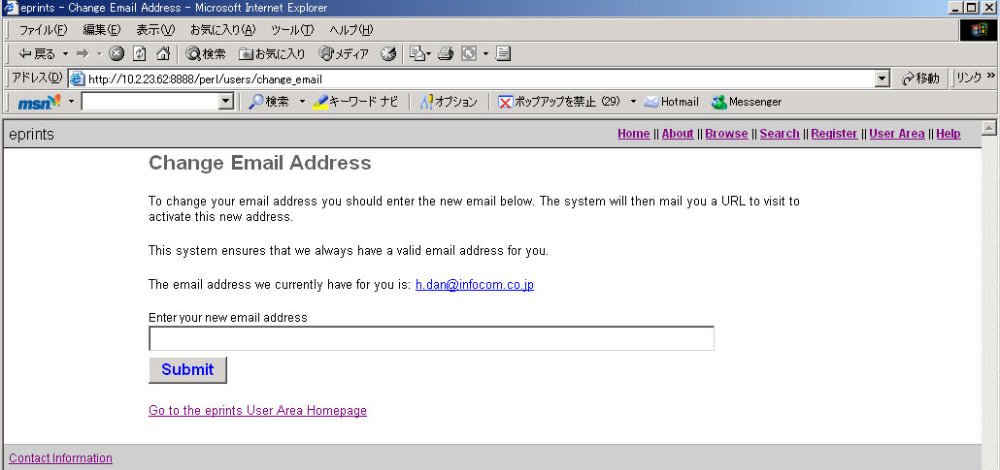 eprints - Change Email Address - Microsoft Internet Explorer
ファイル(F) 編集(E) 表示(V) お気に入り(A) ツール(T) ヘルプ(H)
戻る 検索 お気に入り メディア
アドレス(D) http://10.2.23.62:8888/perl/users/change_email 移動 リンク »
msn 検索 キーワード ナビ オプション ポップアップを禁止 (29) Hotmail Messenger
eprints Home || About || Browse || Search || Register || User Area || Help
Change Email Address
To change your email address you should enter the new email below. The system will then mail you a URL to visit to
activate this new address.
This system ensures that we always have a valid email address for you.
The email address we currently have for you is: h.dan@infocom.co.jp
Enter your new email address
Submit
Go to the eprints User Area Homepage
Contact Information